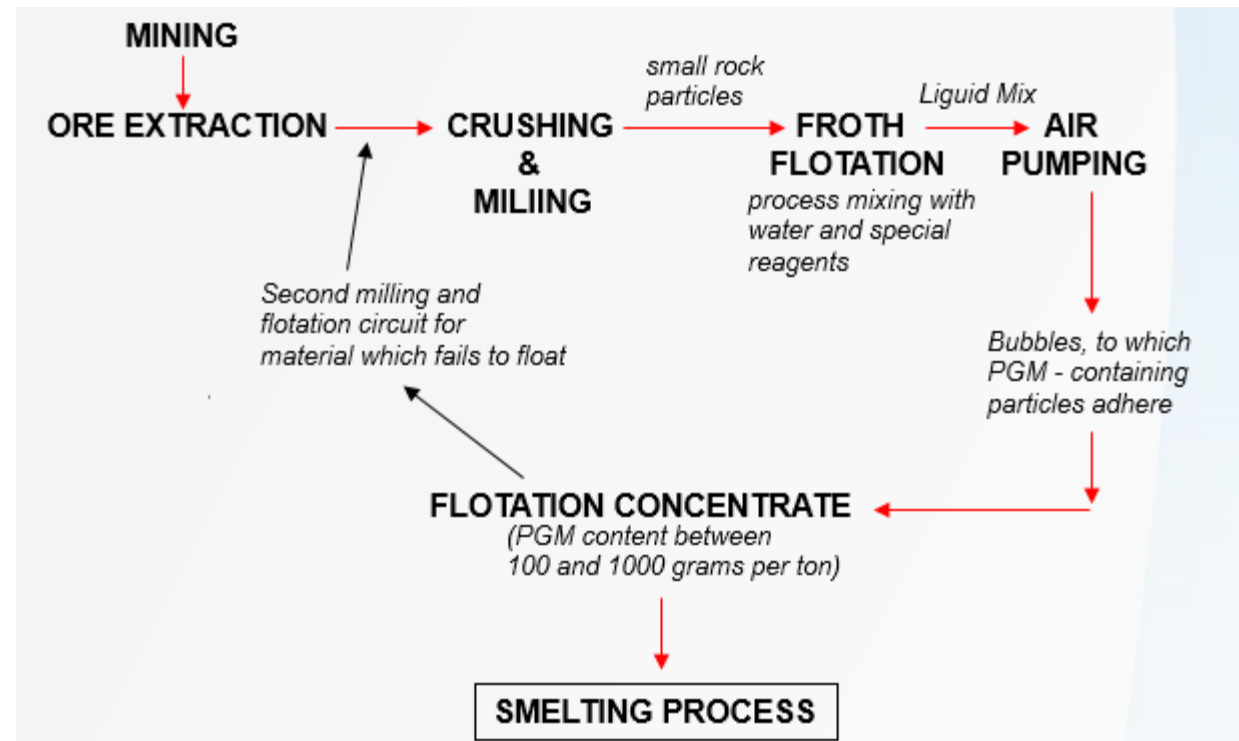 MINING
ORE EXTRACTION
CRUSHING
&
MILIING
small rock
particles
FROTH
FLOTATION
process mixing with
water and special
reagents
Liguid Mix
AIR
PUMPING
Bubbles, to which
PGM - containing
particles adhere
FLOTATION CONCENTRATE
(PGM content between
100 and 1000 grams per ton)
Second milling and
flotation circuit for
material which fails to float
SMELTING PROCESS